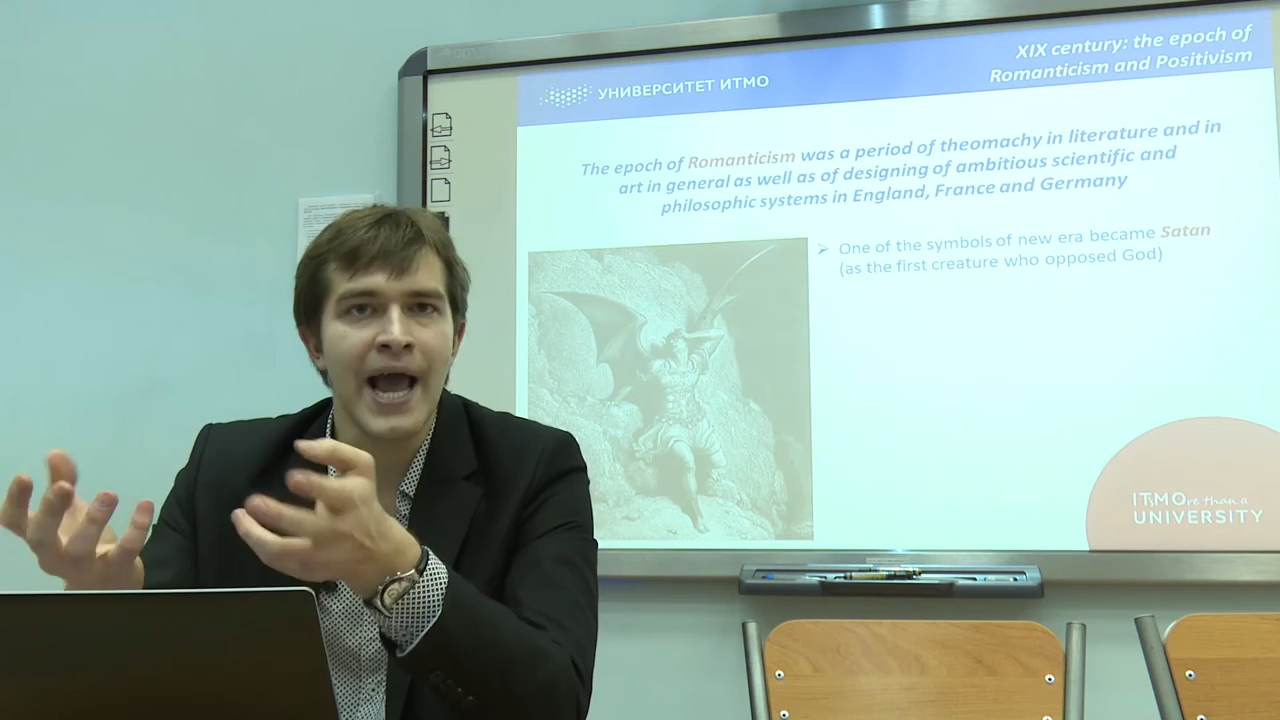 XIX century: the epoch of
Romanticism and Positivism
УНИВЕРСИТЕТ ИТМО
The epoch of Romanticism was a period of theomachy in literature and in
art in general as well as of designing of ambitious scientific and
philosophic systems in England, France and Germany
One of the symbols of new era became Satan
(as the first creature who opposed God)
ITsMOre than a
UNIVERSITY